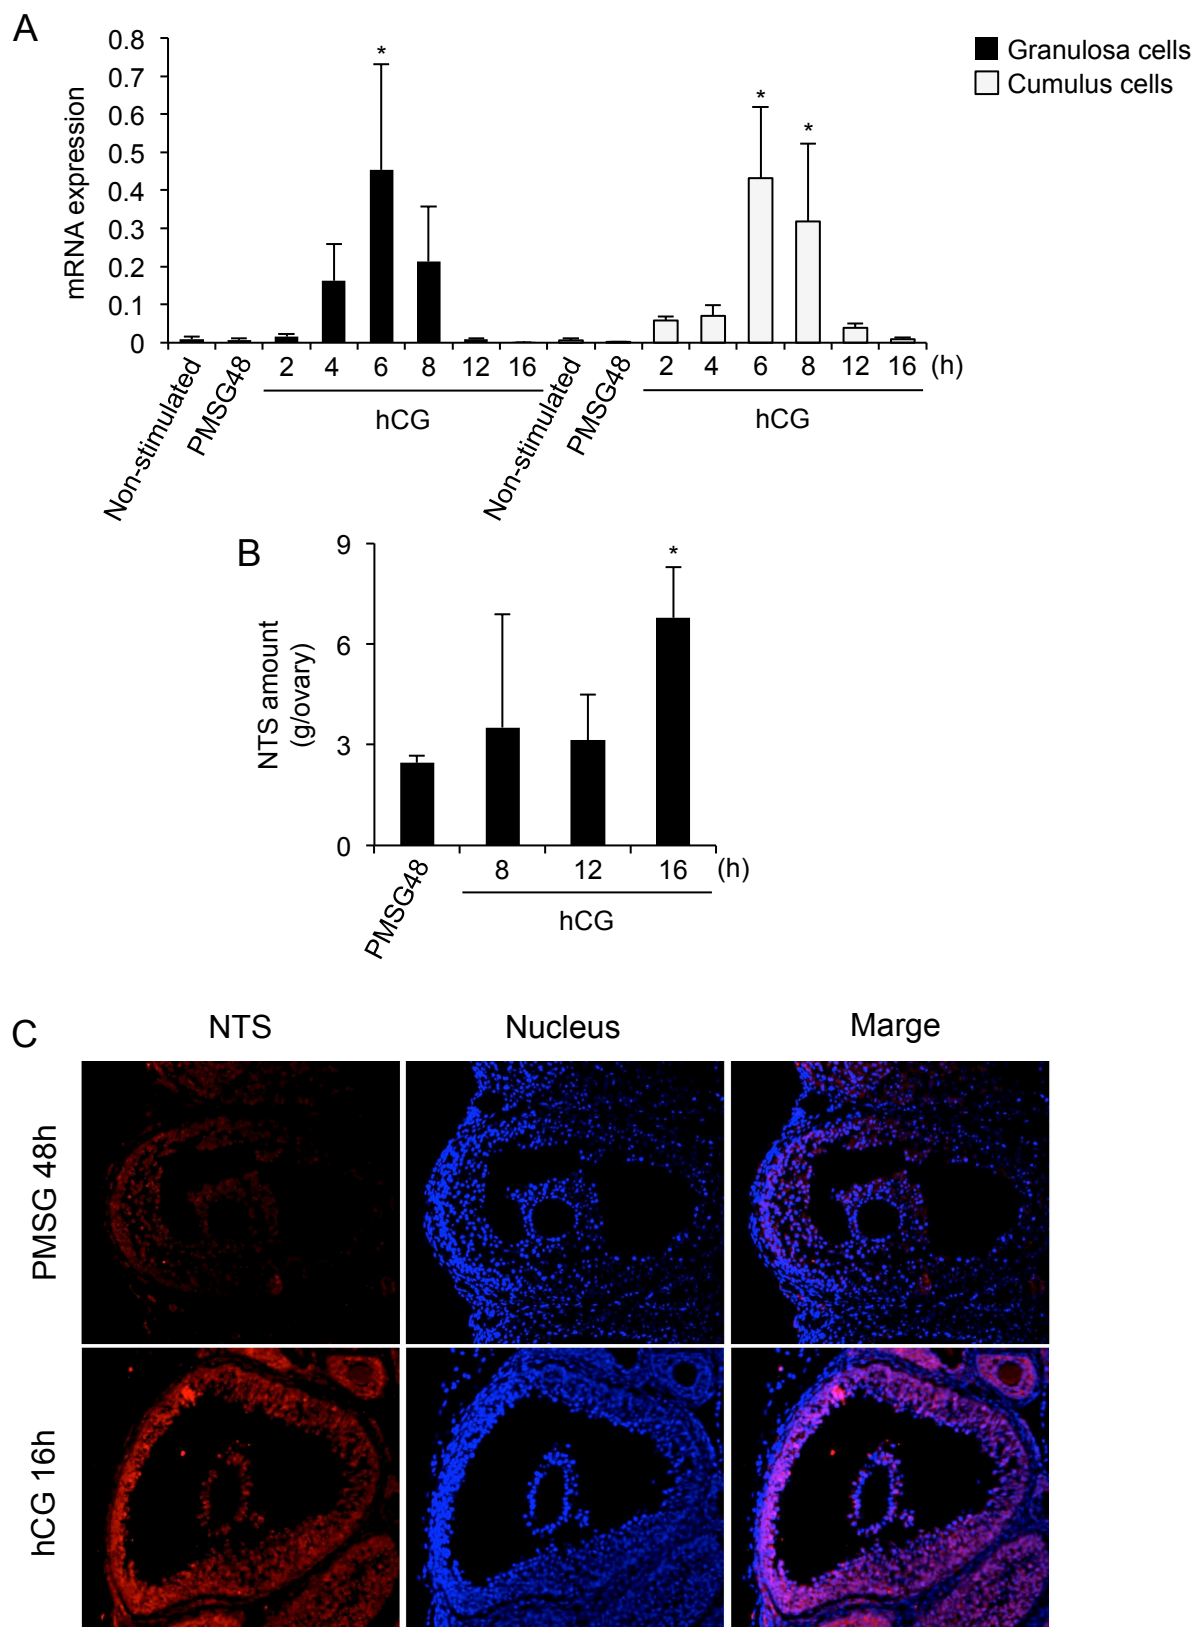 A
Granulosa cells
Cumulus cells
mRNA expression
0.8
0.7
0.6
0.5
0.4
0.3
0.2
0.1
0
*
*
*
Non-stimulated
PMSG48
2 4 6 8 12 16
hCG
Non-stimulated
PMSG48
2 4 6 8 12 16 (h)
hCG
B
NTS amount
(g/ovary)
9
6
3
0
*
PMSG48
8 12 16 (h)
hCG
C
NTS Nucleus Marge
PMSG 48h
hCG 16h